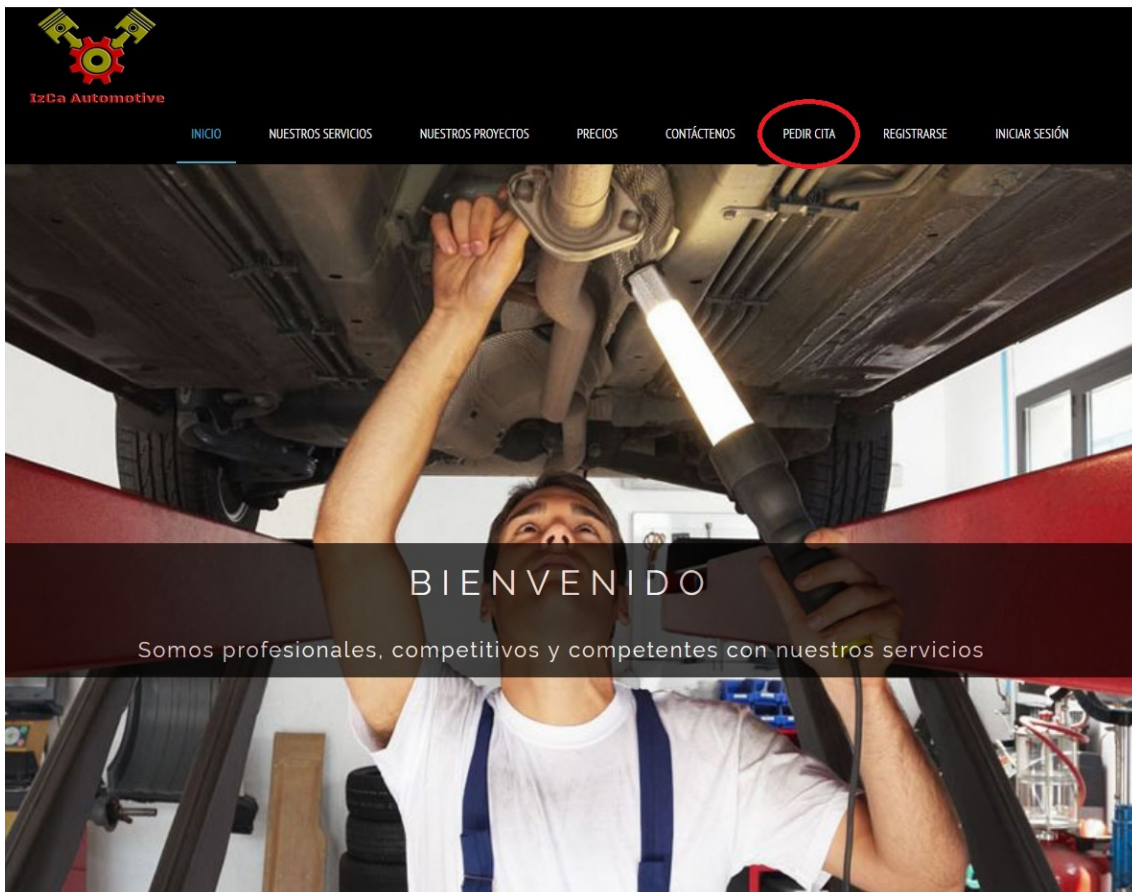 IzCa Automotive
INICIO NUESTROS SERVICIOS NUESTROS PROYECTOS PRECIOS CONTÁCTENOS PEDIR CITA REGISTRARSE INICIAR SESIÓN
BIENVENIDO
Somos profesionales, competitivos y competentes con nuestros servicios